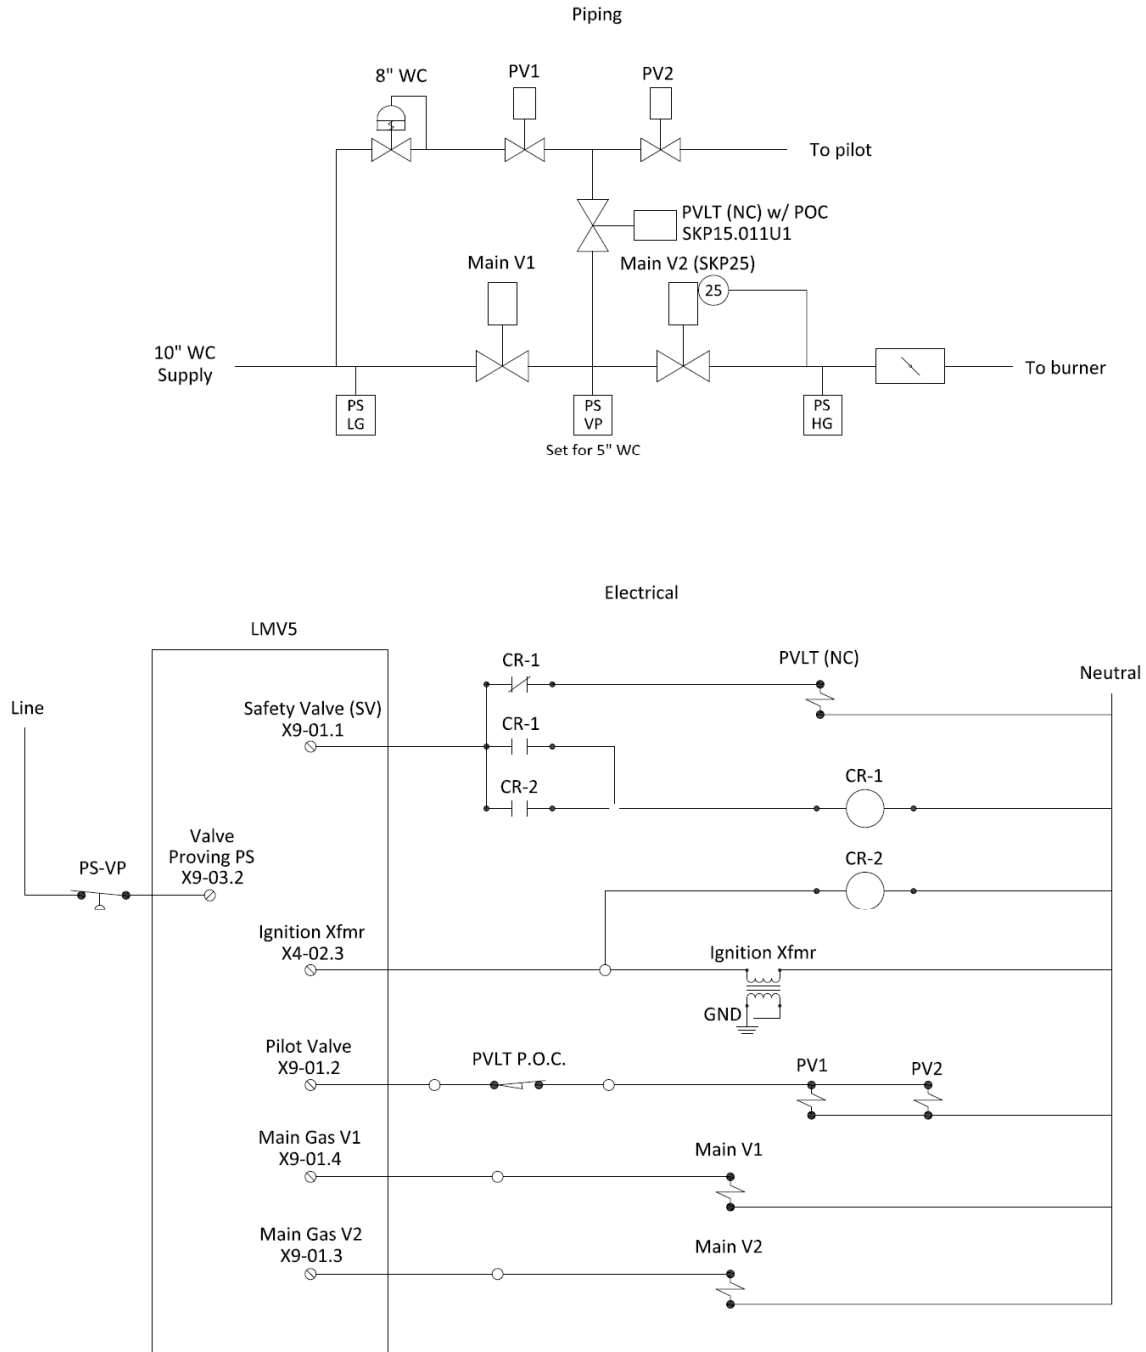 Piping
8" WC
PV1
PV2
To pilot
PVLT (NC) w/ POC
SKP15.011U1
Main V1
Main V2 (SKP25)
25
10" WC
Supply
To burner
PS
LG
PS
VP
PS
HG
Set for 5" WC
Electrical
LMV5
CR-1
PVLT (NC)
Neutral
Line
Safety Valve (SV)
X9-01.1
CR-1
CR-2
CR-1
Valve
Proving PS
X9-03.2
PS-VP
CR-2
Ignition Xfmr
X4-02.3
Ignition Xfmr
GND
Pilot Valve
X9-01.2
PVLT P.O.C.
PV1
PV2
Main Gas V1
X9-01.4
Main V1
Main Gas V2
X9-01.3
Main V2